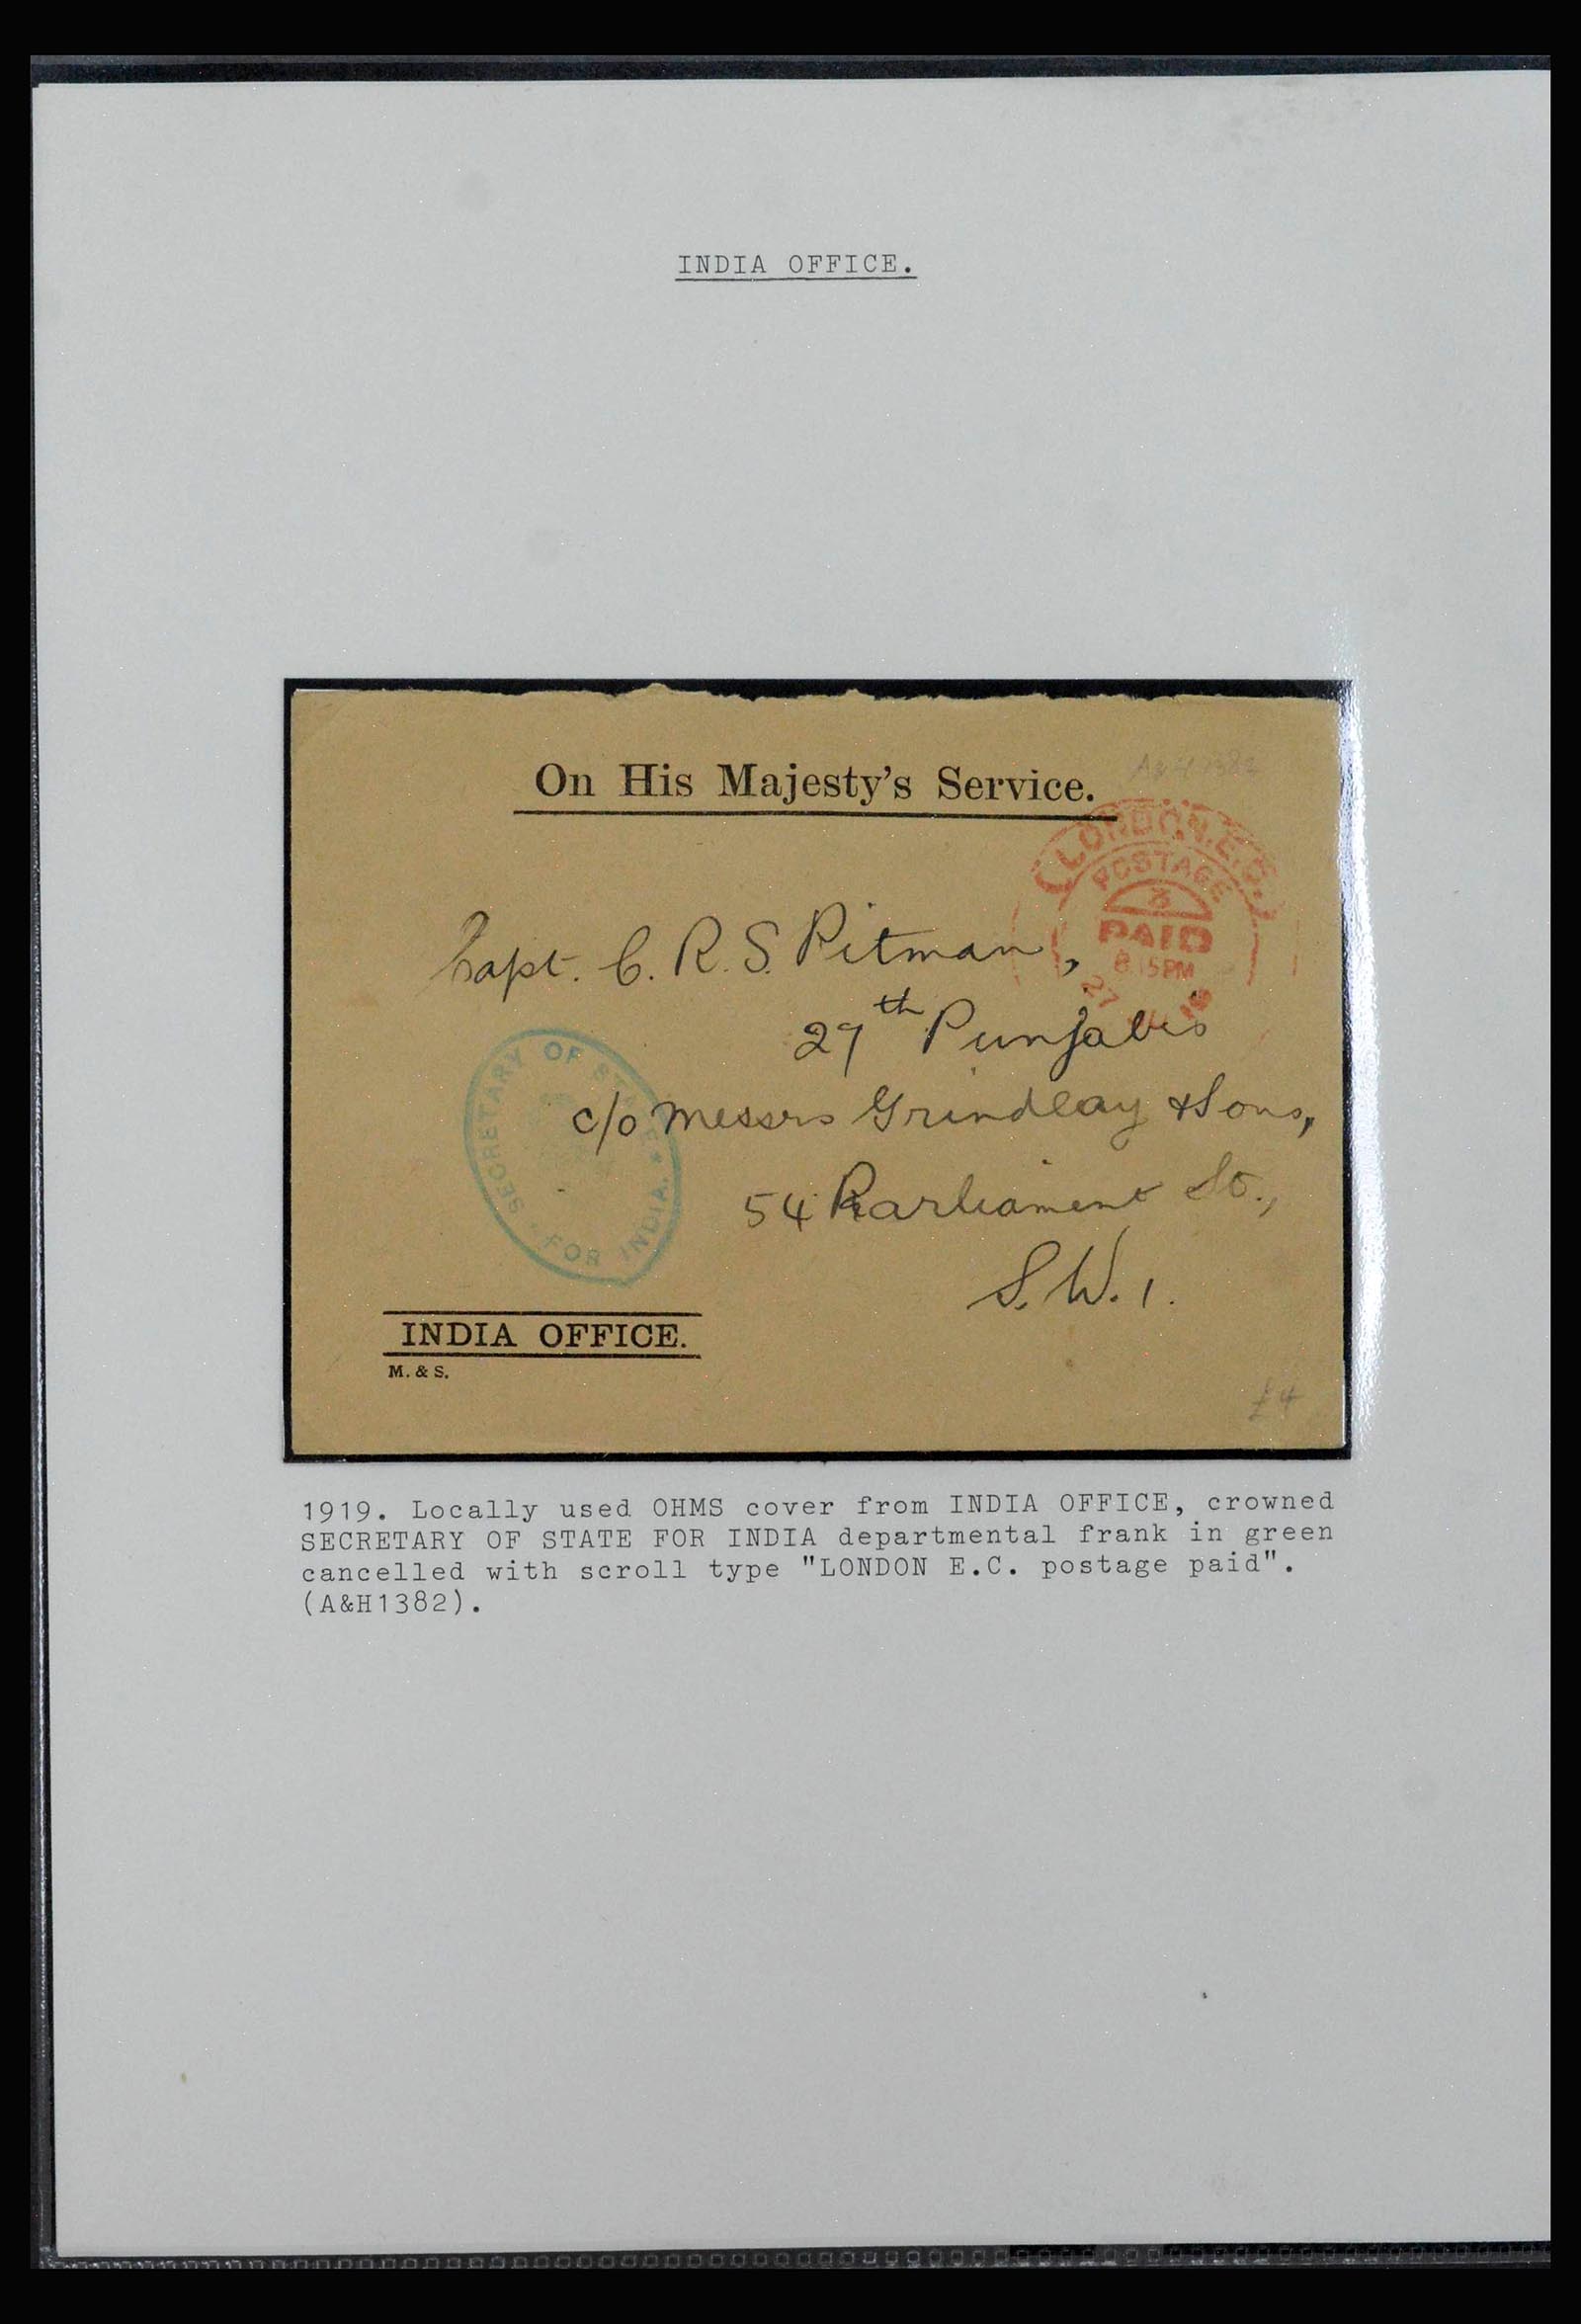 INDIA OFFICE.
On His Majesty's Service.
A&H 1382
LONDON.E.C.
POSTAGE
PAID
8.15PM
27 19
Capt. C. R. S. Pitman,
27th Punjabis
c/o Messrs Grindlay & Sons,
54 Parliament St.,
S.W.1.
SECRETARY OF STATE
FOR INDIA.
INDIA OFFICE.
M. & S.
£4
1919. Locally used OHMS cover from INDIA OFFICE, crowned
SECRETARY OF STATE FOR INDIA departmental frank in green
cancelled with scroll type "LONDON E.C. postage paid".
(A&H1382).